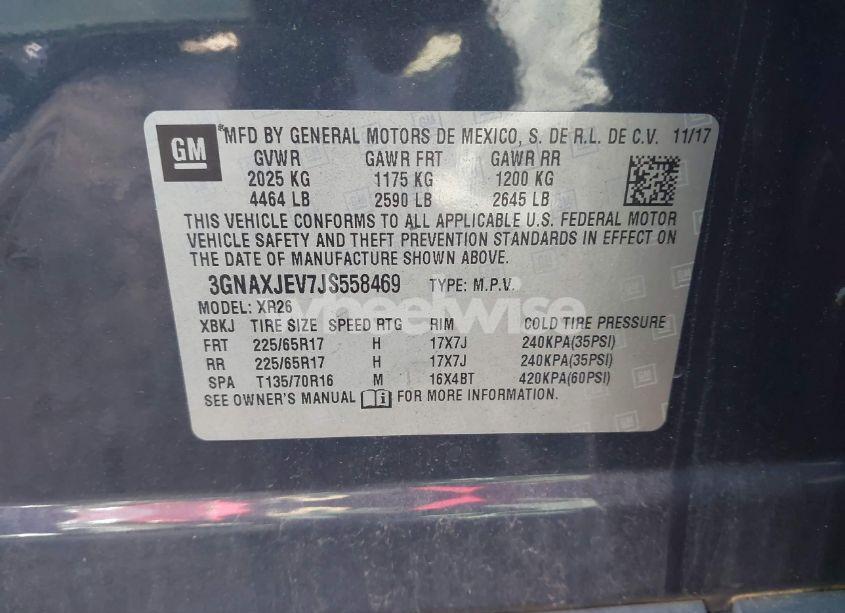 GM *MFD BY GENERAL MOTORS DE MEXICO, S. DE R.L. DE C.V. 11/17
GVWR GAWR FRT GAWR RR
2025 KG 1175 KG 1200 KG
4464 LB 2590 LB 2645 LB
THIS VEHICLE CONFORMS TO ALL APPLICABLE U.S. FEDERAL MOTOR
VEHICLE SAFETY AND THEFT PREVENTION STANDARDS IN EFFECT ON
THE DATE OF MANUFACTURE SHOWN ABOVE.
3GNAXJEV7JS558469 TYPE: M.P.V.
wheelwise
MODEL: XR26
XBKJ TIRE SIZE SPEED RTG RIM COLD TIRE PRESSURE
FRT 225/65R17 H 17X7J 240KPA(35PSI)
RR 225/65R17 H 17X7J 240KPA(35PSI)
SPA T135/70R16 M 16X4BT 420KPA(60PSI)
SEE OWNER'S MANUAL i FOR MORE INFORMATION.